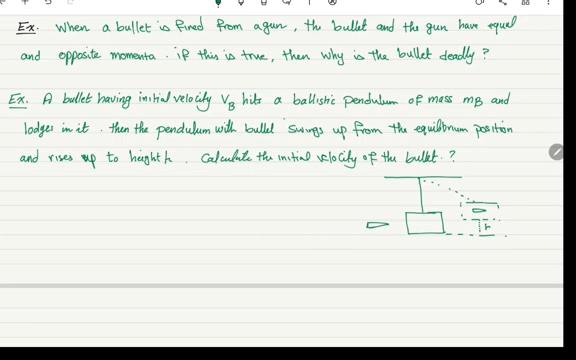 Ex. When a bullet is fired from a gun, the bullet and the gun have equal
and opposite momenta. if this is true, then why is the bullet deadly?
Ex. A bullet having initial velocity VB hits a ballistic pendulum of mass mB and
lodges in it. then the pendulum with bullet swings up from the equilibrium position
and rises up to height h. Calculate the initial velocity of the bullet.?
h